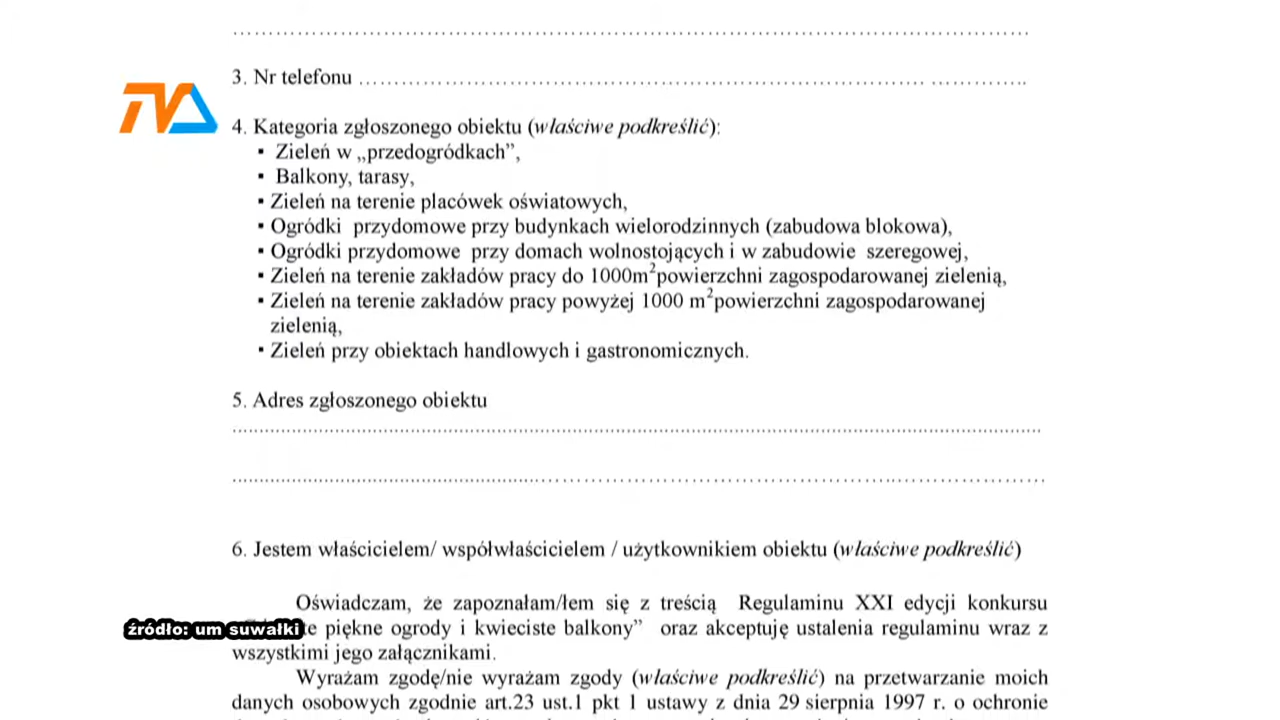 3. Nr telefonu
TVA
4. Kategoria zgłoszonego obiektu (właściwe podkreślić):
▪ Zieleń w „przedogródkach”,
▪ Balkony, tarasy,
▪ Zieleń na terenie placówek oświatowych,
▪ Ogródki przydomowe przy budynkach wielorodzinnych (zabudowa blokowa),
▪ Ogródki przydomowe przy domach wolnostojących i w zabudowie szeregowej,
▪ Zieleń na terenie zakładów pracy do 1000m²powierzchni zagospodarowanej zielenią,
▪ Zieleń na terenie zakładów pracy powyżej 1000 m²powierzchni zagospodarowanej
zielenią,
▪ Zieleń przy obiektach handlowych i gastronomicznych.
5. Adres zgłoszonego obiektu
6. Jestem właścicielem/ współwłaścicielem / użytkownikiem obiektu (właściwe podkreślić)
Oświadczam, że zapoznałam/łem się z treścią Regulaminu XXI edycji konkursu
źródło: um suwałki
piękne ogrody i kwieciste balkony” oraz akceptuję ustalenia regulaminu wraz z
wszystkimi jego załącznikami.
Wyrażam zgodę/nie wyrażam zgody (właściwe podkreślić) na przetwarzanie moich
danych osobowych zgodnie art.23 ust.1 pkt 1 ustawy z dnia 29 sierpnia 1997 r. o ochronie